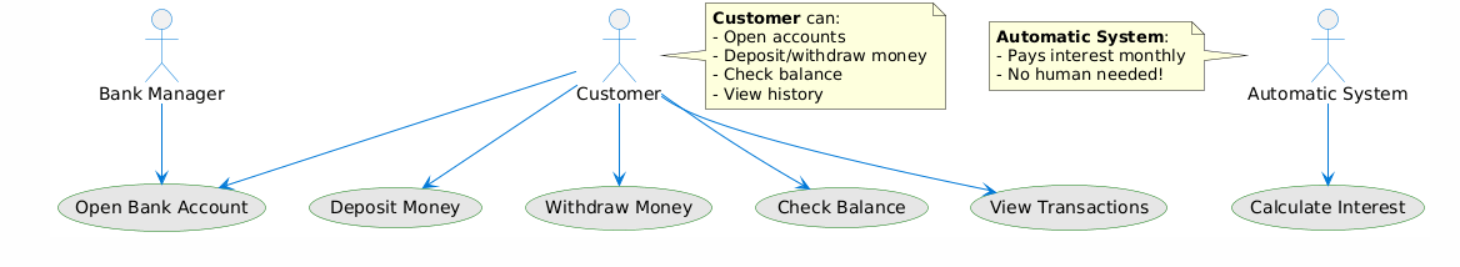 Customer can:
- Open accounts
- Deposit/withdraw money
- Check balance
- View history
Automatic System:
- Pays interest monthly
- No human needed!
Bank Manager
Customer
Automatic System
Open Bank Account
Deposit Money
Withdraw Money
Check Balance
View Transactions
Calculate Interest